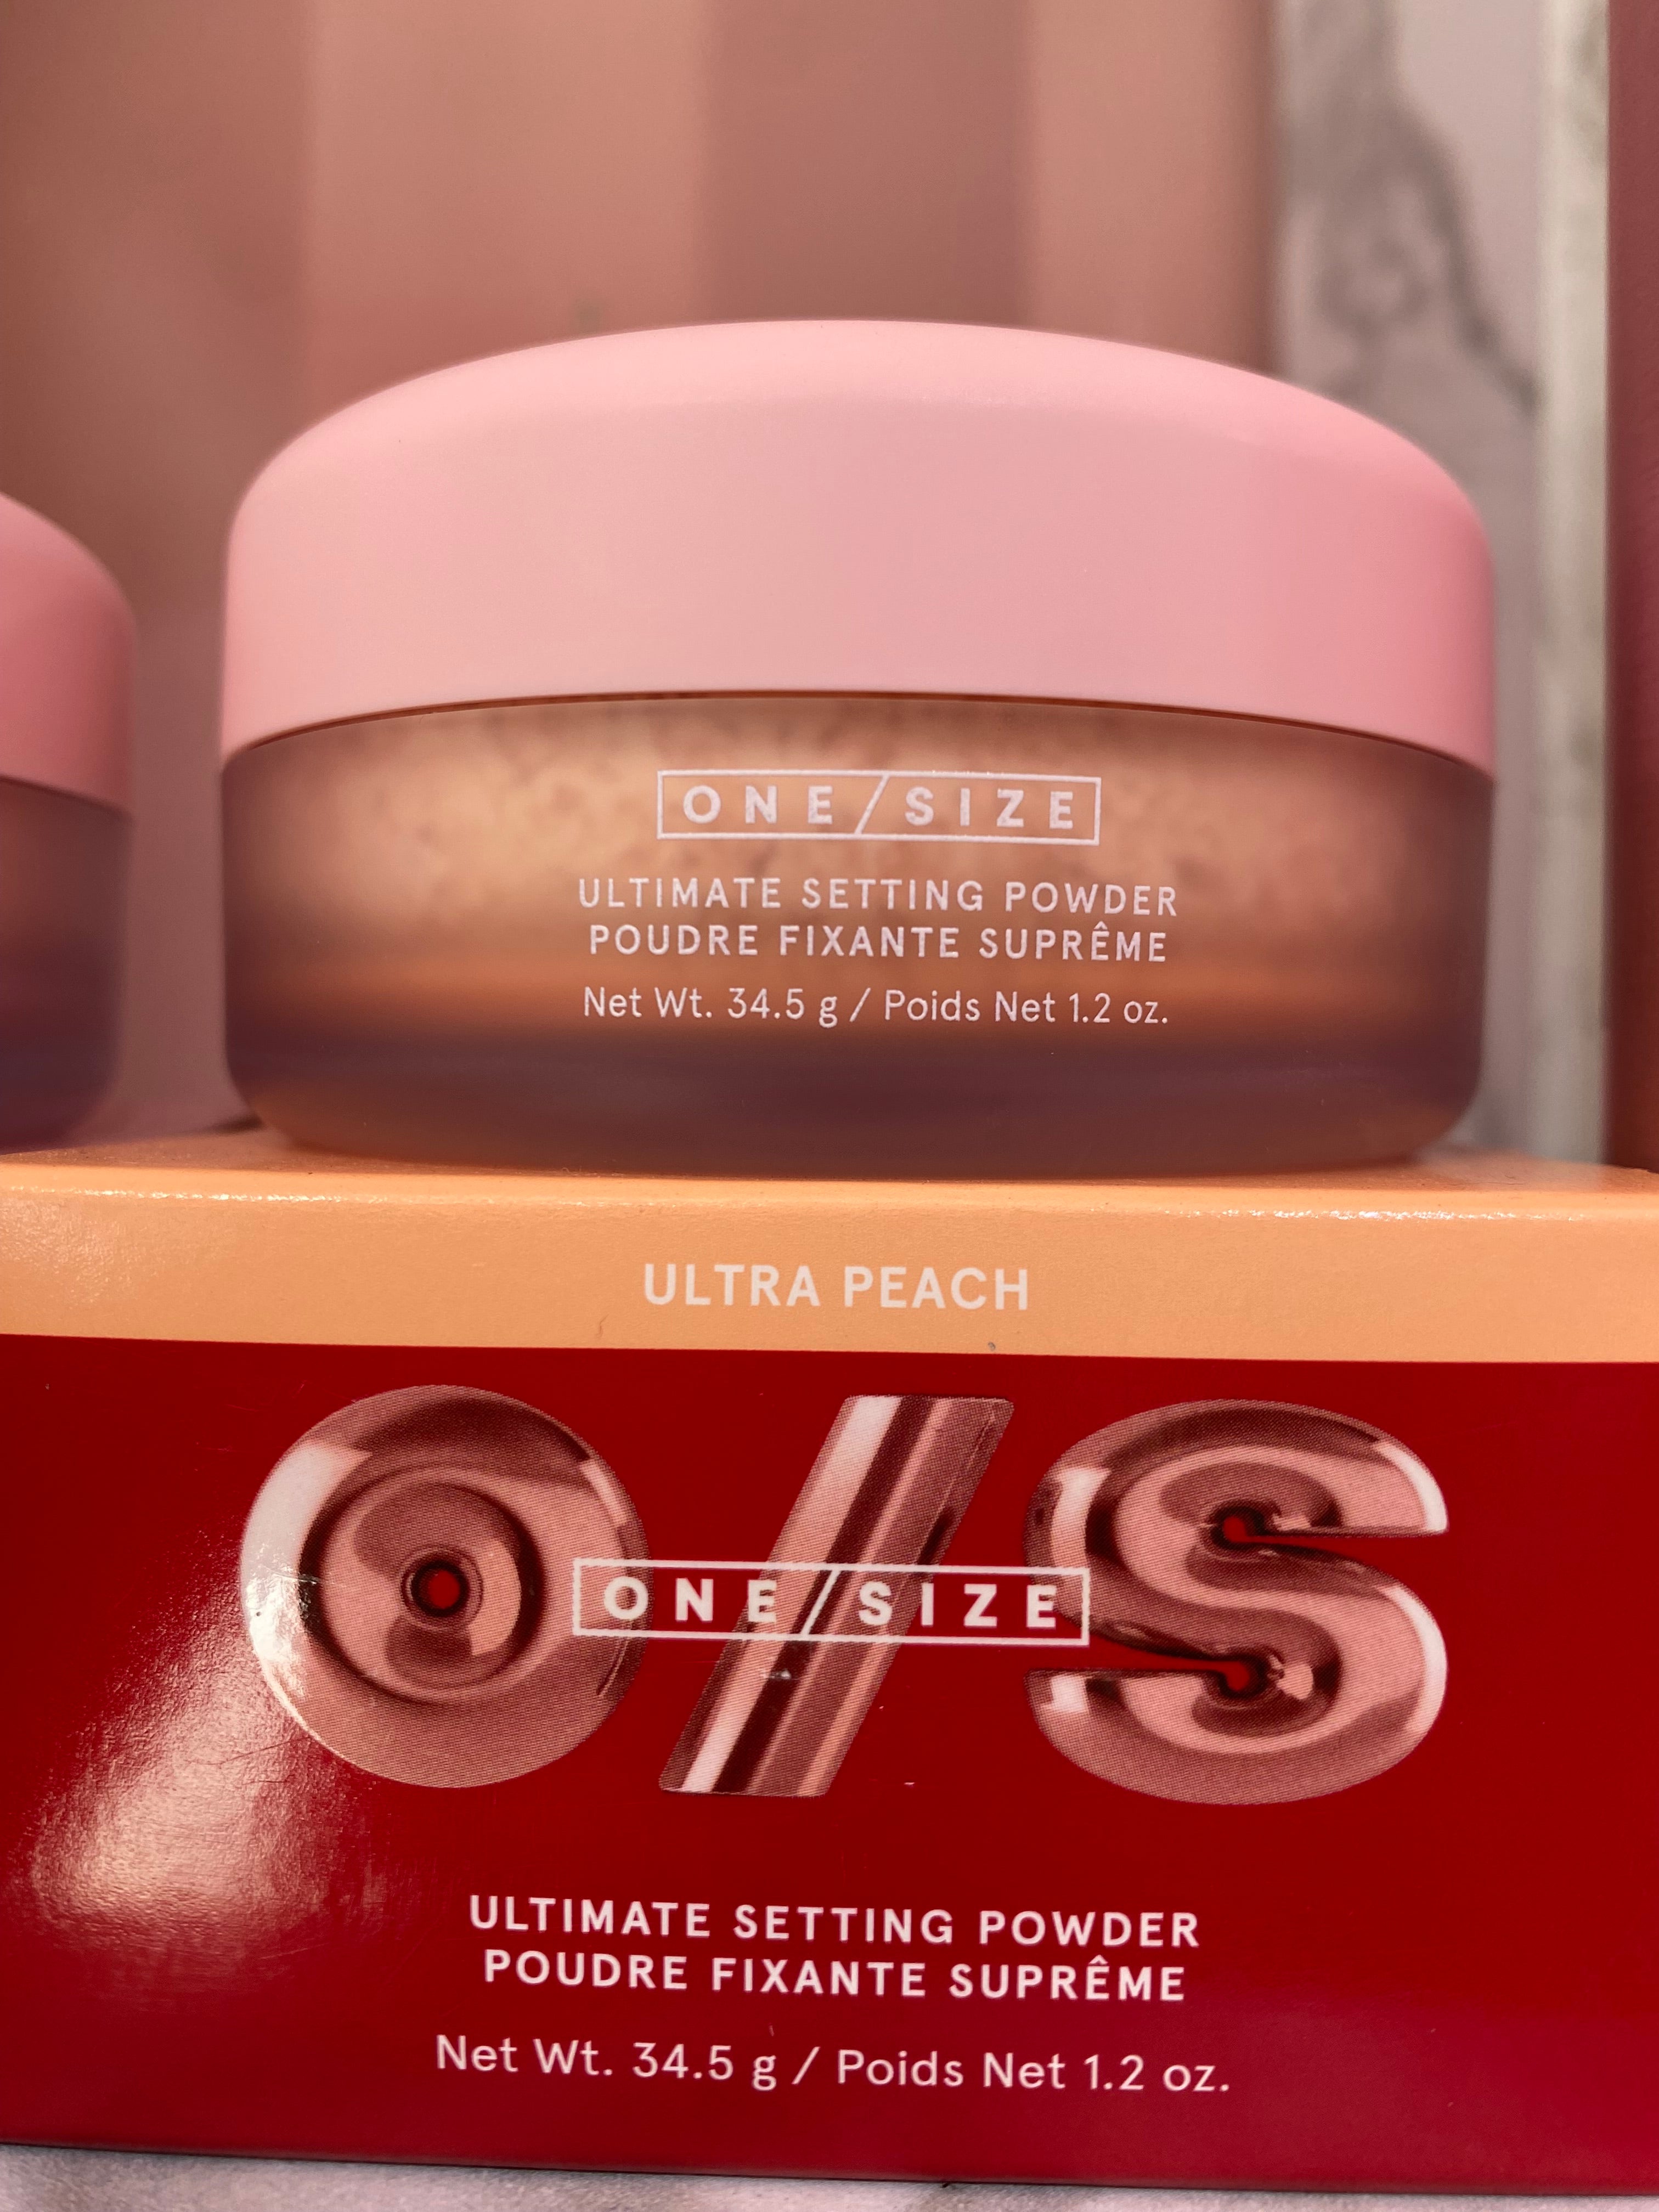 ONE/SIZE
ULTIMATE SETTING POWDER
POUDRE FIXANTE SUPRÊME
Net Wt. 34.5 g / Poids Net 1.2 oz.
ULTRA PEACH
O/S
ONE/SIZE
ULTIMATE SETTING POWDER
POUDRE FIXANTE SUPRÊME
Net Wt. 34.5 g / Poids Net 1.2 oz.